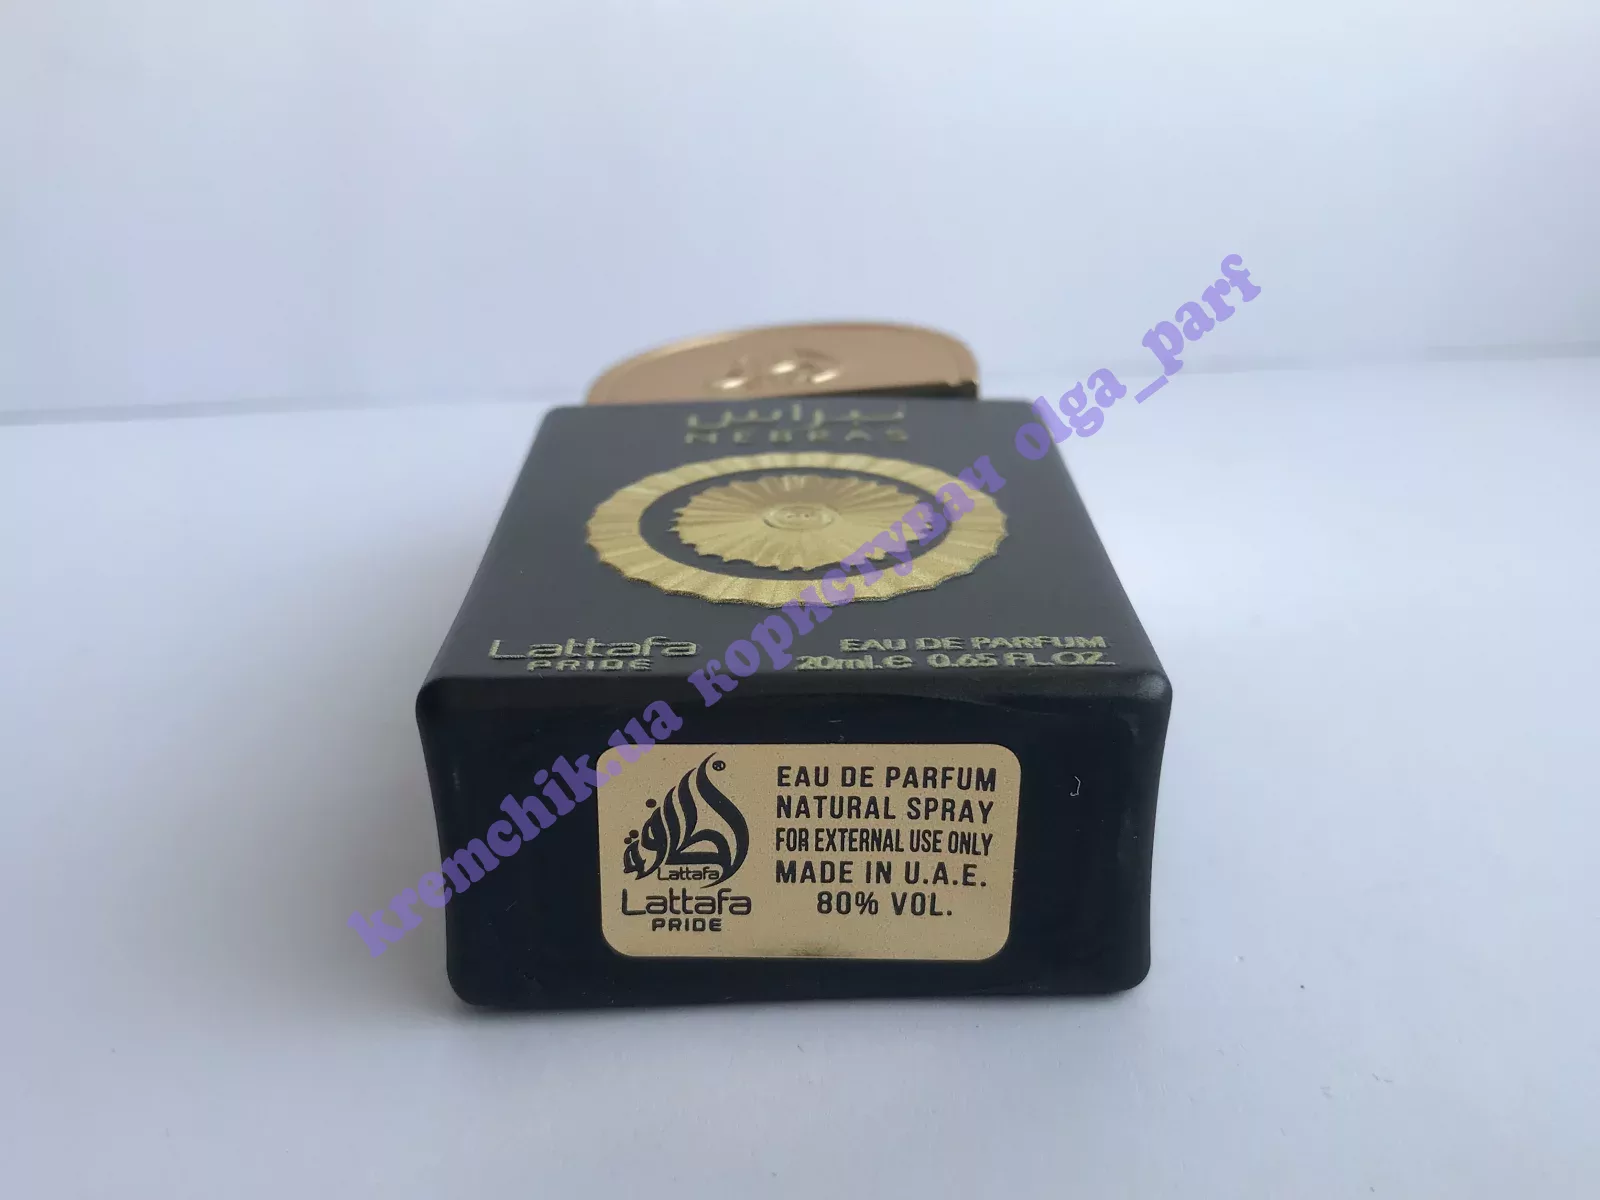 نبراس
NEBRAS
Lattafa
PRIDE
EAU DE PARFUM
20ml.e 0.65 FL.OZ.
لطافة
®
Lattafa
Lattafa
PRIDE
EAU DE PARFUM
NATURAL SPRAY
FOR EXTERNAL USE ONLY
MADE IN U.A.E.
80% VOL.
kremchik.ua користувач olga_parf